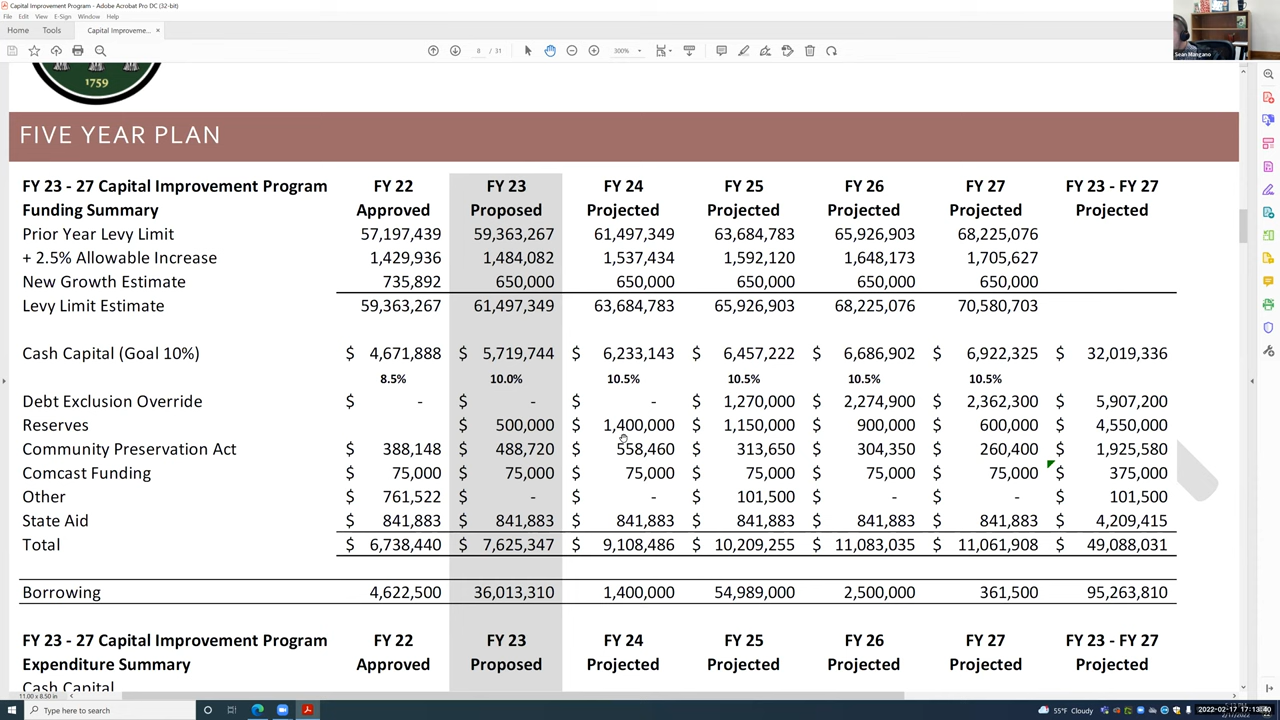 Capital Improvement Program - Adobe Acrobat Pro DC (32-bit)
File Edit View E-Sign Window Help
Home Tools Capital Improveme... ×
8 / 31 300%
Sean Mangano
1759
FIVE YEAR PLAN
FY 23 - 27 Capital Improvement Program FY 22 FY 23 FY 24 FY 25 FY 26 FY 27 FY 23 - FY 27
Funding Summary Approved Proposed Projected Projected Projected Projected Projected
Prior Year Levy Limit 57,197,439 59,363,267 61,497,349 63,684,783 65,926,903 68,225,076
+ 2.5% Allowable Increase 1,429,936 1,484,082 1,537,434 1,592,120 1,648,173 1,705,627
New Growth Estimate 735,892 650,000 650,000 650,000 650,000 650,000
Levy Limit Estimate 59,363,267 61,497,349 63,684,783 65,926,903 68,225,076 70,580,703
Cash Capital (Goal 10%) $ 4,671,888 $ 5,719,744 $ 6,233,143 $ 6,457,222 $ 6,686,902 $ 6,922,325 $ 32,019,336
8.5% 10.0% 10.5% 10.5% 10.5% 10.5%
Debt Exclusion Override $ - $ - $ - $ 1,270,000 $ 2,274,900 $ 2,362,300 $ 5,907,200
Reserves $ 500,000 $ 1,400,000 $ 1,150,000 $ 900,000 $ 600,000 $ 4,550,000
Community Preservation Act $ 388,148 $ 488,720 $ 558,460 $ 313,650 $ 304,350 $ 260,400 $ 1,925,580
Comcast Funding $ 75,000 $ 75,000 $ 75,000 $ 75,000 $ 75,000 $ 75,000 $ 375,000
Other $ 761,522 $ - $ - $ 101,500 $ - $ - $ 101,500
State Aid $ 841,883 $ 841,883 $ 841,883 $ 841,883 $ 841,883 $ 841,883 $ 4,209,415
Total $ 6,738,440 $ 7,625,347 $ 9,108,486 $ 10,209,255 $ 11,083,035 $ 11,061,908 $ 49,088,031
Borrowing 4,622,500 36,013,310 1,400,000 54,989,000 2,500,000 361,500 95,263,810
FY 23 - 27 Capital Improvement Program FY 22 FY 23 FY 24 FY 25 FY 26 FY 27 FY 23 - FY 27
Expenditure Summary Approved Proposed Projected Projected Projected Projected Projected
Cash Capital
11.00 x 8.50 in
Type here to search 55°F Cloudy 2022-02-17 17:13:40